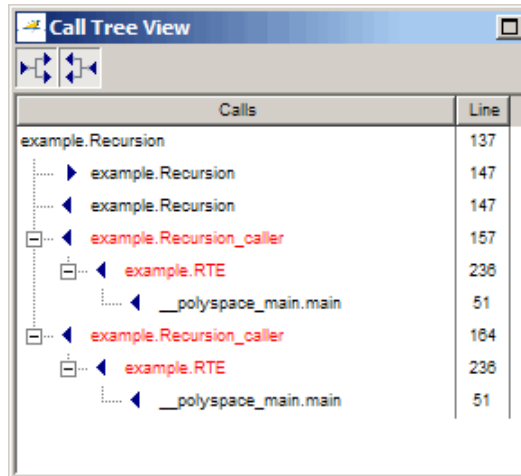 Call Tree View
Calls Line
example.Recursion 137
example.Recursion 147
example.Recursion 147
example.Recursion_caller 157
example.RTE 236
__polyspace_main.main 51
example.Recursion_caller 164
example.RTE 236
__polyspace_main.main 51